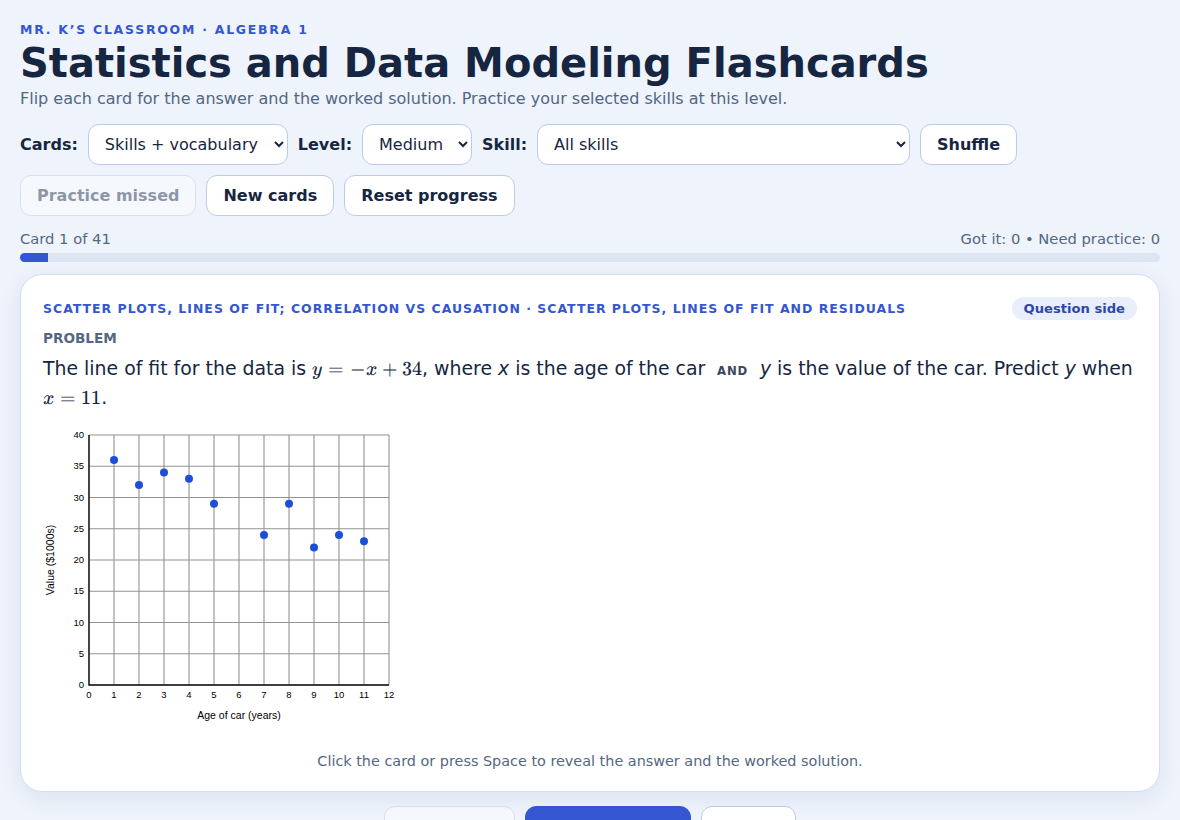 MR. K’S CLASSROOM · ALGEBRA 1
Statistics and Data Modeling Flashcards
Flip each card for the answer and the worked solution. Practice your selected skills at this level.
Cards: Skills + vocabulary Level: Medium Skill: All skills Shuffle
Practice missed New cards Reset progress
Card 1 of 41 Got it: 0 • Need practice: 0
SCATTER PLOTS, LINES OF FIT; CORRELATION VS CAUSATION · SCATTER PLOTS, LINES OF FIT AND RESIDUALS Question side
PROBLEM
The line of fit for the data is y = −x + 34, where x is the age of the car AND y is the value of the car. Predict y when
x = 11.
40
35
30
25
20
15
10
5
0
Value ($1000s)
0 1 2 3 4 5 6 7 8 9 10 11 12
Age of car (years)
Click the card or press Space to reveal the answer and the worked solution.